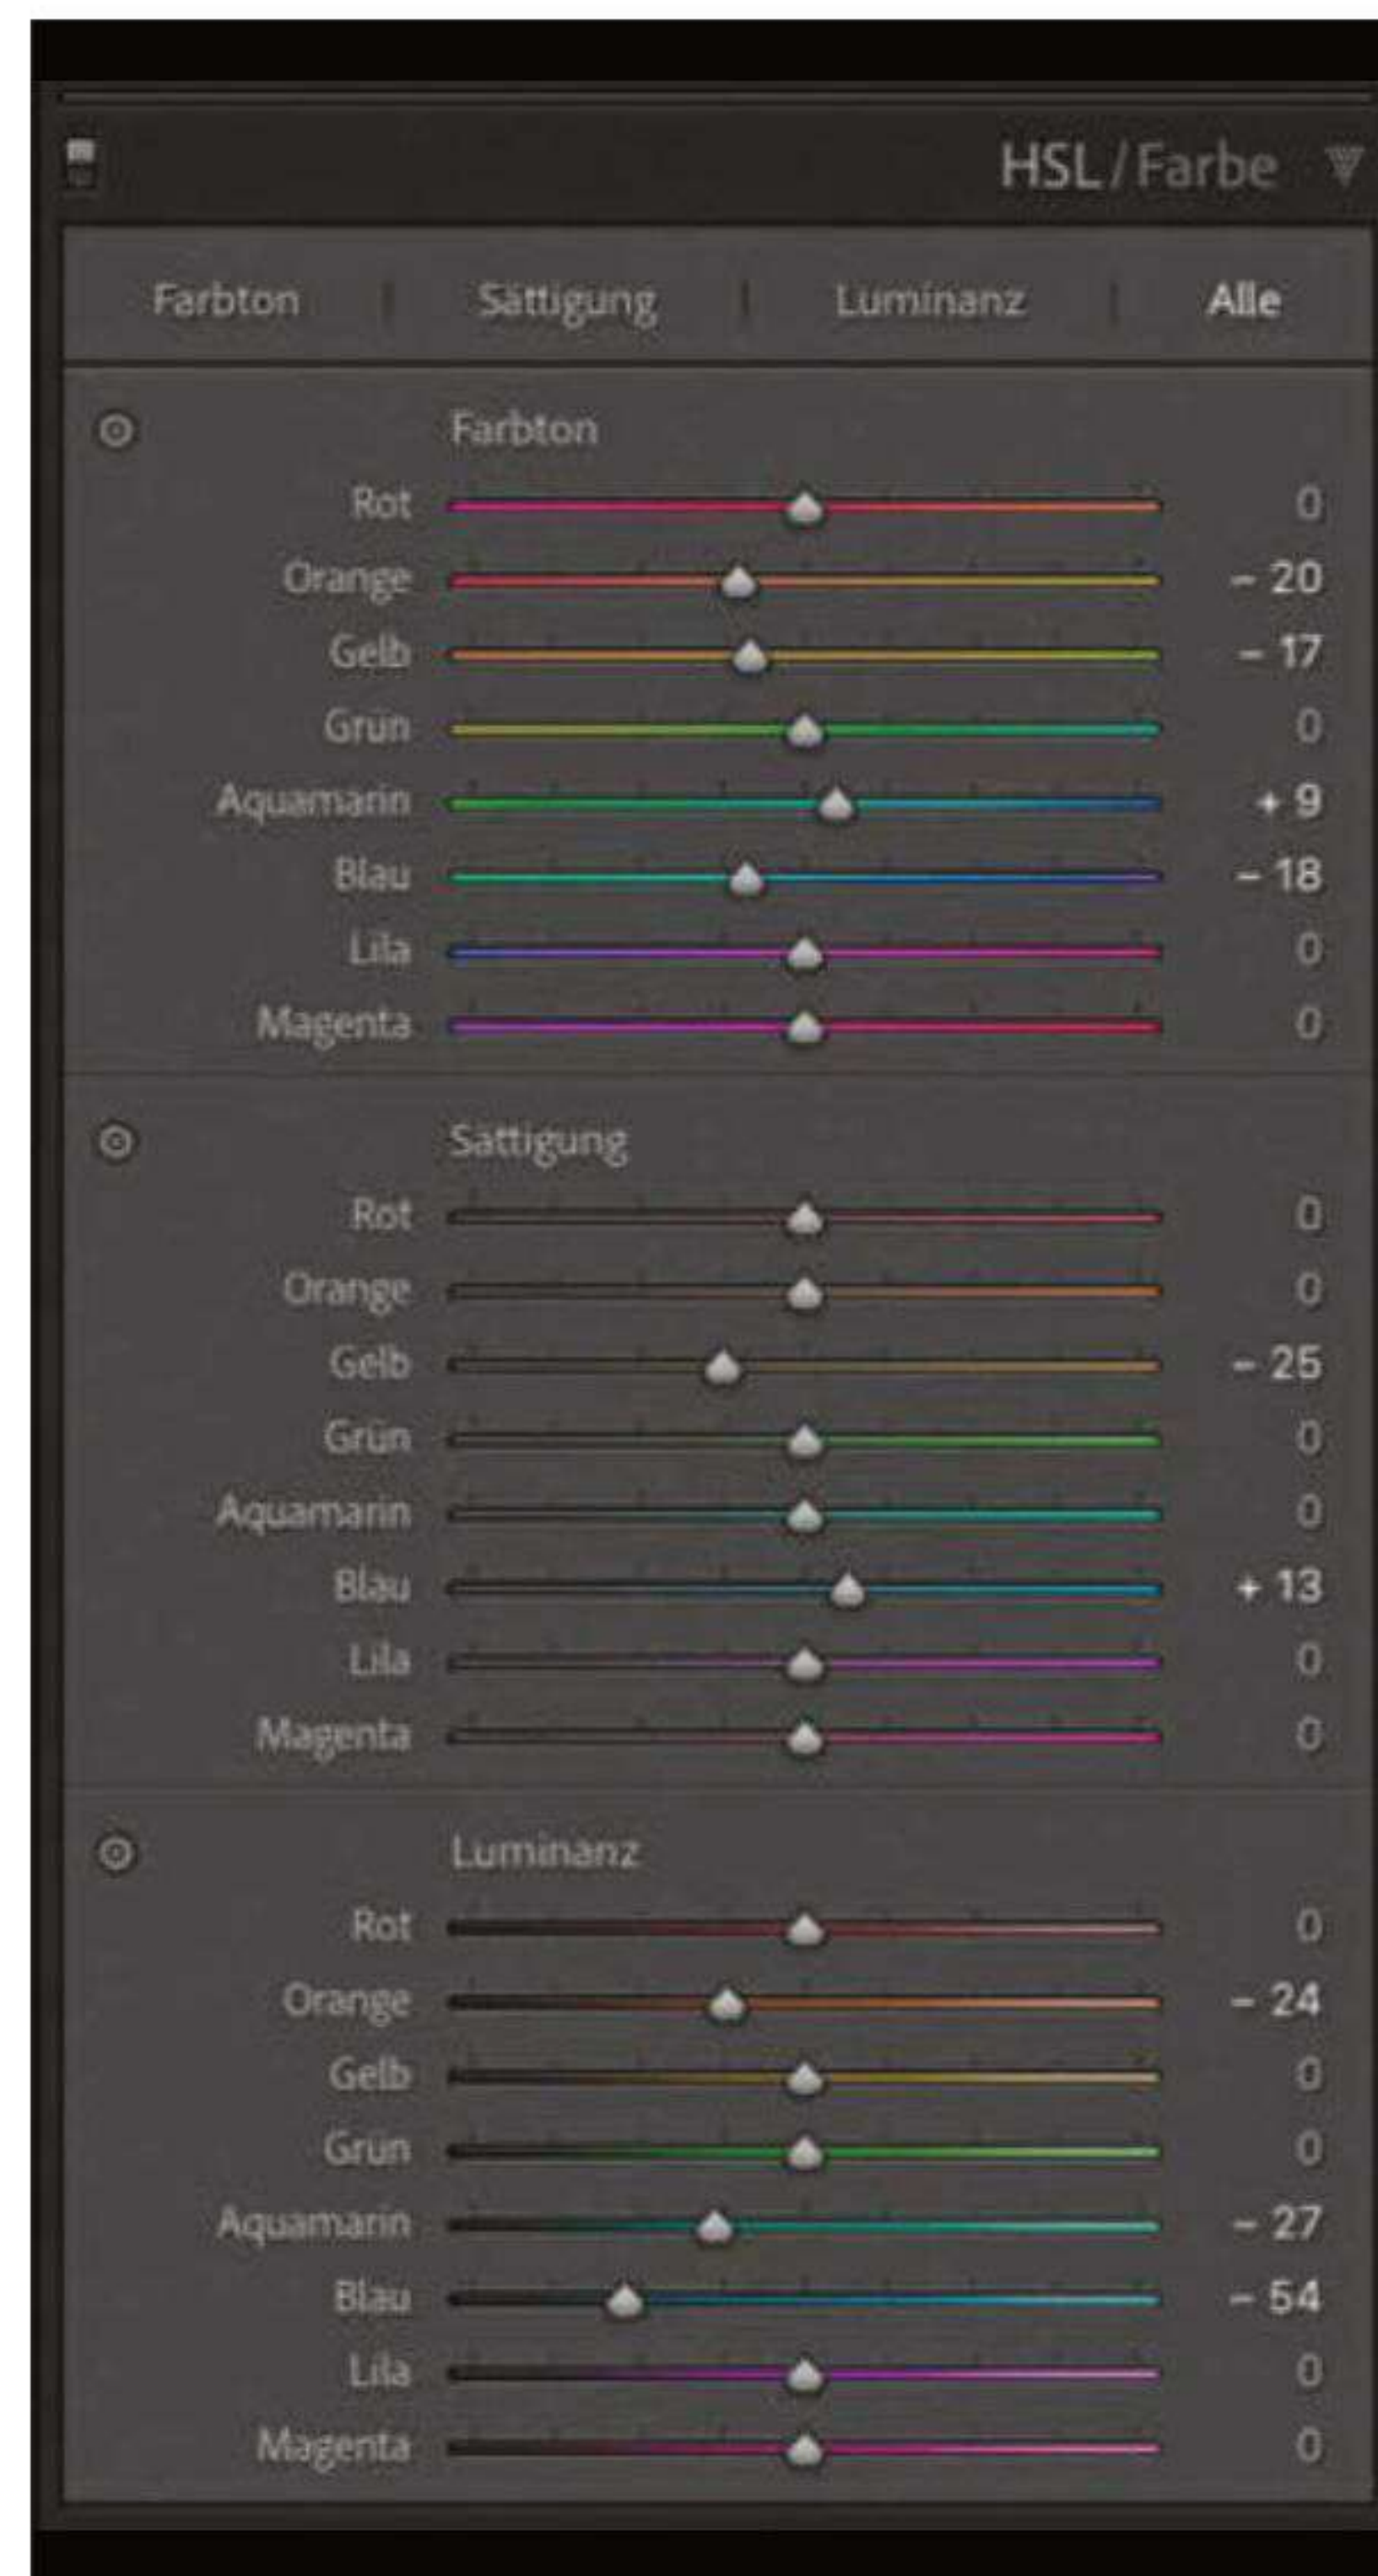 HSL / Farbe
Farbton | Sättigung | Luminanz | Alle
Farbton
Rot 0
Orange – 20
Gelb – 17
Grün 0
Aquamarin + 9
Blau – 18
Lila 0
Magenta 0
Sättigung
Rot 0
Orange 0
Gelb – 25
Grün 0
Aquamarin 0
Blau + 13
Lila 0
Magenta 0
Luminanz
Rot 0
Orange – 24
Gelb 0
Grün 0
Aquamarin – 27
Blau – 54
Lila 0
Magenta 0